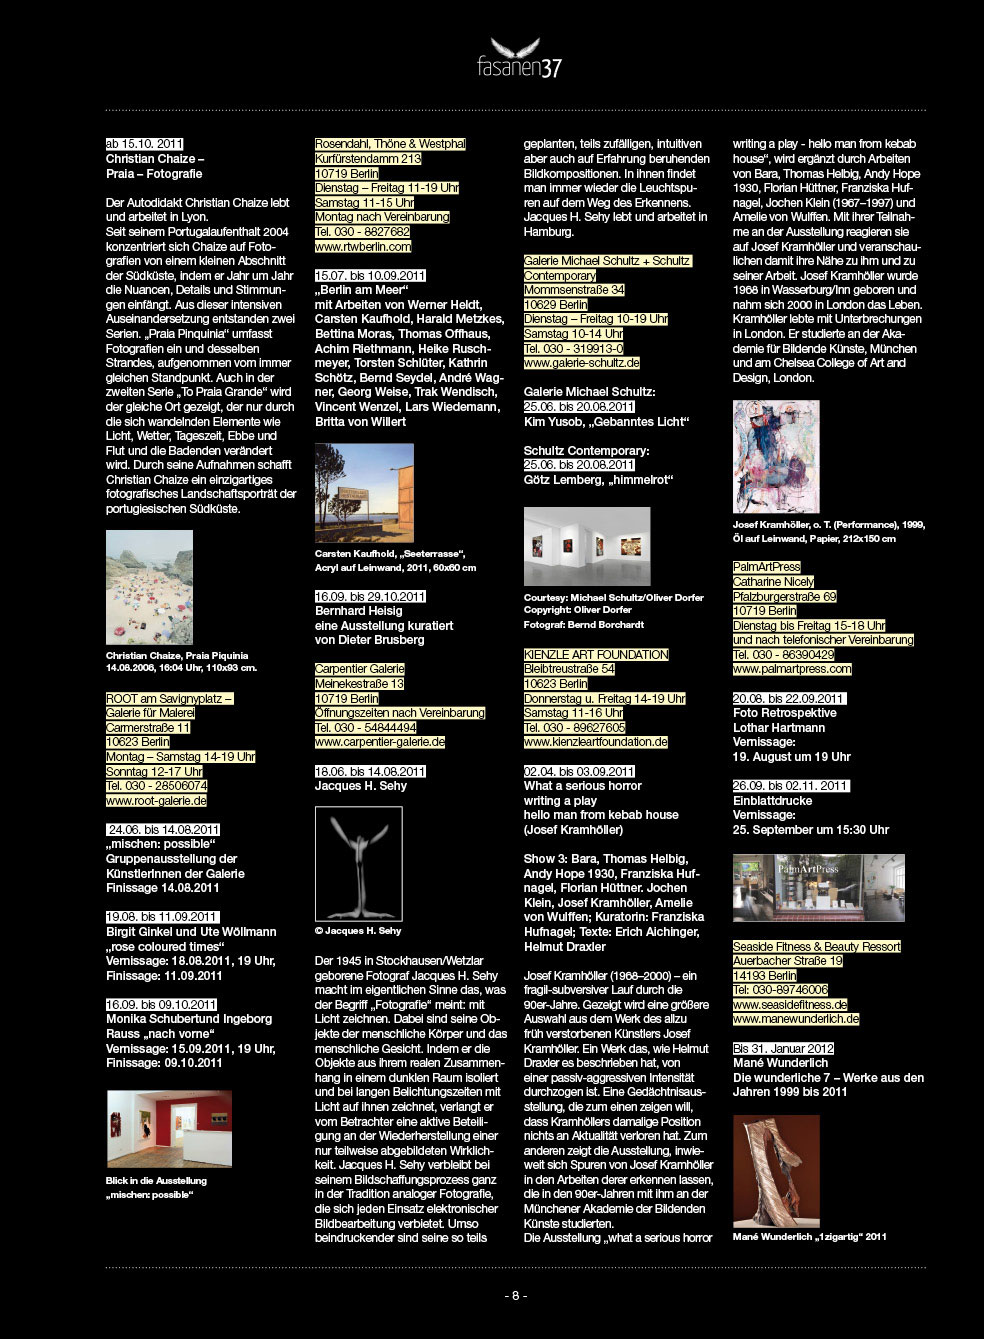 fasanen37
ab 15.10. 2011
Christian Chaize –
Praia – Fotografie
Der Autodidakt Christian Chaize lebt
und arbeitet in Lyon.
Seit seinem Portugalaufenthalt 2004
konzentriert sich Chaize auf Foto-
grafien von einem kleinen Abschnitt
der Südküste, indem er Jahr um Jahr
die Nuancen, Details und Stimmun-
gen einfängt. Aus dieser intensiven
Auseinandersetzung entstanden zwei
Serien. „Praia Pinquinia“ umfasst
Fotografien ein und desselben
Strandes, aufgenommen vom immer
gleichen Standpunkt. Auch in der
zweiten Serie „To Praia Grande“ wird
der gleiche Ort gezeigt, der nur durch
die sich wandelnden Elemente wie
Licht, Wetter, Tageszeit, Ebbe und
Flut und die Badenden verändert
wird. Durch seine Aufnahmen schafft
Christian Chaize ein einzigartiges
fotografisches Landschaftsporträt der
portugiesischen Südküste.
Christian Chaize, Praia Piquinia
14.08.2006, 16:04 Uhr, 110x93 cm.
ROOT am Savignyplatz –
Galerie für Malerei
Carmerstraße 11
10623 Berlin
Montag – Samstag 14-19 Uhr
Sonntag 12-17 Uhr
Tel. 030 - 28506074
www.root-galerie.de
24.06. bis 14.08.2011
„mischen: possible“
Gruppenausstellung der
KünstlerInnen der Galerie
Finissage 14.08.2011
19.08. bis 11.09.2011
Birgit Ginkel und Ute Wöllmann
„rose coloured times“
Vernissage: 18.08.2011, 19 Uhr,
Finissage: 11.09.2011
16.09. bis 09.10.2011
Monika Schubertund Ingeborg
Rauss „nach vorne“
Vernissage: 15.09.2011, 19 Uhr,
Finissage: 09.10.2011
Blick in die Ausstellung
„mischen: possible“
Rosendahl, Thöne & Westphal
Kurfürstendamm 213
10719 Berlin
Dienstag – Freitag 11-19 Uhr
Samstag 11-15 Uhr
Montag nach Vereinbarung
Tel. 030 - 8827682
www.rtwberlin.com
15.07. bis 10.09.2011
„Berlin am Meer“
mit Arbeiten von Werner Heldt,
Carsten Kaufhold, Harald Metzkes,
Bettina Moras, Thomas Offhaus,
Achim Riethmann, Heike Rusch-
meyer, Torsten Schlüter, Kathrin
Schötz, Bernd Seydel, André Wag-
ner, Georg Weise, Trak Wendisch,
Vincent Wenzel, Lars Wiedemann,
Britta von Willert
Carsten Kaufhold, „Seeterrasse“,
Acryl auf Leinwand, 2011, 60x60 cm
16.09. bis 29.10.2011
Bernhard Heisig
eine Ausstellung kuratiert
von Dieter Brusberg
Carpentier Galerie
Meinekestraße 13
10719 Berlin
Öffnungszeiten nach Vereinbarung
Tel. 030 - 54844494
www.carpentier-galerie.de
18.06. bis 14.08.2011
Jacques H. Sehy
© Jacques H. Sehy
Der 1945 in Stockhausen/Wetzlar
geborene Fotograf Jacques H. Sehy
macht im eigentlichen Sinne das, was
der Begriff „Fotografie“ meint: mit
Licht zeichnen. Dabei sind seine Ob-
jekte der menschliche Körper und das
menschliche Gesicht. Indem er die
Objekte aus ihrem realen Zusammen-
hang in einem dunklen Raum isoliert
und bei langen Belichtungszeiten mit
Licht auf ihnen zeichnet, verlangt er
vom Betrachter eine aktive Beteili-
gung an der Wiederherstellung einer
nur teilweise abgebildeten Wirklich-
keit. Jacques H. Sehy verbleibt bei
seinem Bildschaffungsprozess ganz
in der Tradition analoger Fotografie,
die sich jeden Einsatz elektronischer
Bildbearbeitung verbietet. Umso
beindruckender sind seine so teils
geplanten, teils zufälligen, intuitiven
aber auch auf Erfahrung beruhenden
Bildkompositionen. In ihnen findet
man immer wieder die Leuchtspu-
ren auf dem Weg des Erkennens.
Jacques H. Sehy lebt und arbeitet in
Hamburg.
Galerie Michael Schultz + Schultz
Contemporary
Mommsenstraße 34
10629 Berlin
Dienstag – Freitag 10-19 Uhr
Samstag 10-14 Uhr
Tel. 030 - 319913-0
www.galerie-schultz.de
Galerie Michael Schultz:
25.06. bis 20.08.2011
Kim Yusob, „Gebanntes Licht“
Schultz Contemporary:
25.06. bis 20.08.2011
Götz Lemberg, „himmelrot“
Courtesy: Michael Schultz/Oliver Dorfer
Copyright: Oliver Dorfer
Fotograf: Bernd Borchardt
KIENZLE ART FOUNDATION
Bleibtreustraße 54
10623 Berlin
Donnerstag u. Freitag 14-19 Uhr
Samstag 11-16 Uhr
Tel. 030 - 89627605
www.kienzleartfoundation.de
02.04. bis 03.09.2011
What a serious horror
writing a play
hello man from kebab house
(Josef Kramhöller)
Show 3: Bara, Thomas Helbig,
Andy Hope 1930, Franziska Huf-
nagel, Florian Hüttner. Jochen
Klein, Josef Kramhöller, Amelie
von Wulffen; Kuratorin: Franziska
Hufnagel; Texte: Erich Aichinger,
Helmut Draxler
Josef Kramhöller (1968–2000) – ein
fragil-subversiver Lauf durch die
90er-Jahre. Gezeigt wird eine größere
Auswahl aus dem Werk des allzu
früh verstorbenen Künstlers Josef
Kramhöller. Ein Werk das, wie Helmut
Draxler es beschrieben hat, von
einer passiv-aggressiven Intensität
durchzogen ist. Eine Gedächtnisaus-
stellung, die zum einen zeigen will,
dass Kramhöllers damalige Position
nichts an Aktualität verloren hat. Zum
anderen zeigt die Ausstellung, inwie-
weit sich Spuren von Josef Kramhöller
in den Arbeiten derer erkennen lassen,
die in den 90er-Jahren mit ihm an der
Münchener Akademie der Bildenden
Künste studierten.
Die Ausstellung „what a serious horror
writing a play - hello man from kebab
house“, wird ergänzt durch Arbeiten
von Bara, Thomas Helbig, Andy Hope
1930, Florian Hüttner, Franziska Huf-
nagel, Jochen Klein (1967–1997) und
Amelie von Wulffen. Mit ihrer Teilnah-
me an der Ausstellung reagieren sie
auf Josef Kramhöller und veranschau-
lichen damit ihre Nähe zu ihm und zu
seiner Arbeit. Josef Kramhöller wurde
1968 in Wasserburg/Inn geboren und
nahm sich 2000 in London das Leben.
Kramhöller lebte mit Unterbrechungen
in London. Er studierte an der Aka-
demie für Bildende Künste, München
und am Chelsea College of Art and
Design, London.
Josef Kramhöller, o. T. (Performance), 1999,
Öl auf Leinwand, Papier, 212x150 cm
PalmArtPress
Catharine Nicely
Pfalzburgerstraße 69
10719 Berlin
Dienstag bis Freitag 15-18 Uhr
und nach telefonischer Vereinbarung
Tel. 030 - 86390429
www.palmartpress.com
20.08. bis 22.09.2011
Foto Retrospektive
Lothar Hartmann
Vernissage:
19. August um 19 Uhr
26.09. bis 02.11. 2011
Einblattdrucke
Vernissage:
25. September um 15:30 Uhr
PalmArtPress
Seaside Fitness & Beauty Ressort
Auerbacher Straße 19
14193 Berlin
Tel: 030-89746006
www.seasidefitness.de
www.manewunderlich.de
Bis 31. Januar 2012
Mané Wunderlich
Die wunderliche 7 – Werke aus den
Jahren 1999 bis 2011
Mané Wunderlich „1zigartig“ 2011
- 8 -